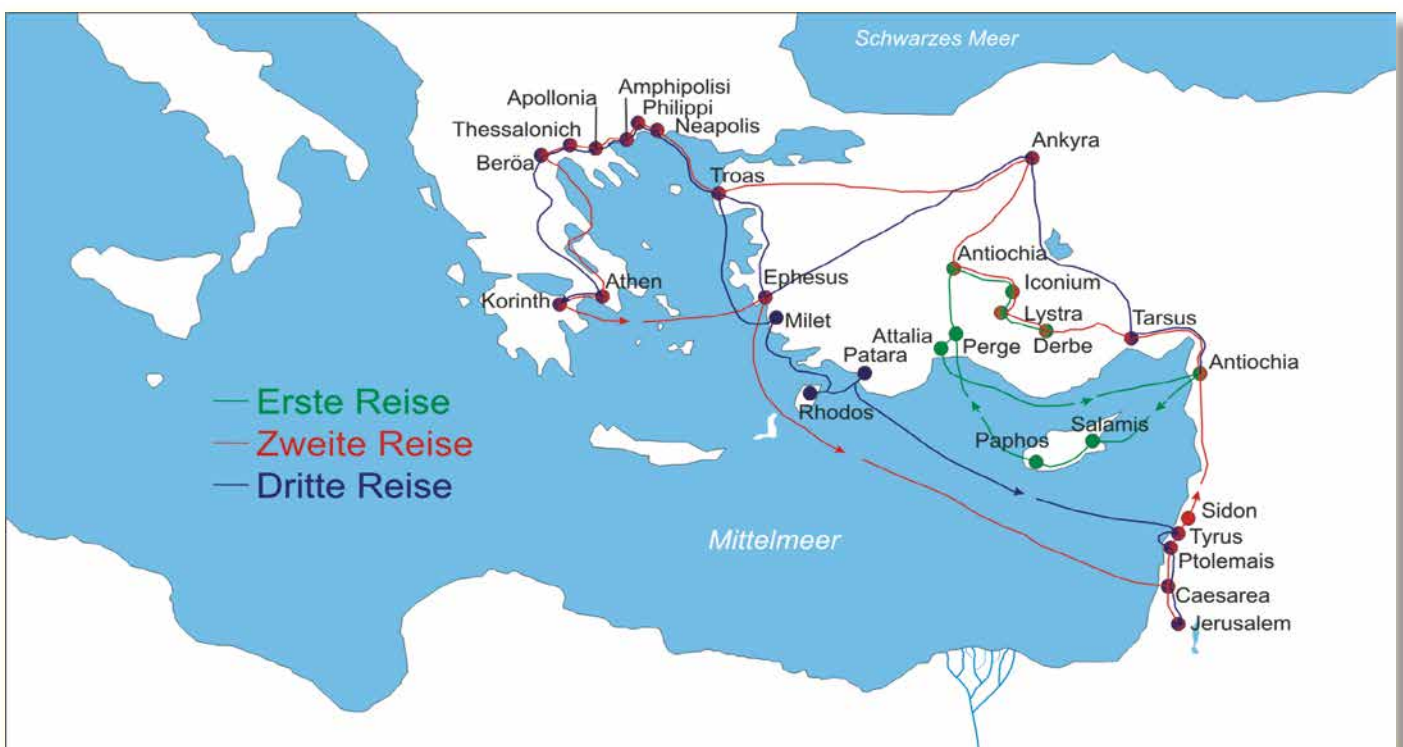 Schwarzes Meer
Amphipolisi
Apollonia
Philippi
Thessalonich
Neapolis
Beröa
Troas
Ankyra
Antiochia
Iconium
Lystra
Derbe
Tarsus
Athen
Korinth
Ephesus
Milet
Attalia
Perge
Patara
Antiochia
Rhodos
Salamis
Paphos
Erste Reise
Zweite Reise
Dritte Reise
Mittelmeer
Sidon
Tyrus
Ptolemais
Caesarea
Jerusalem